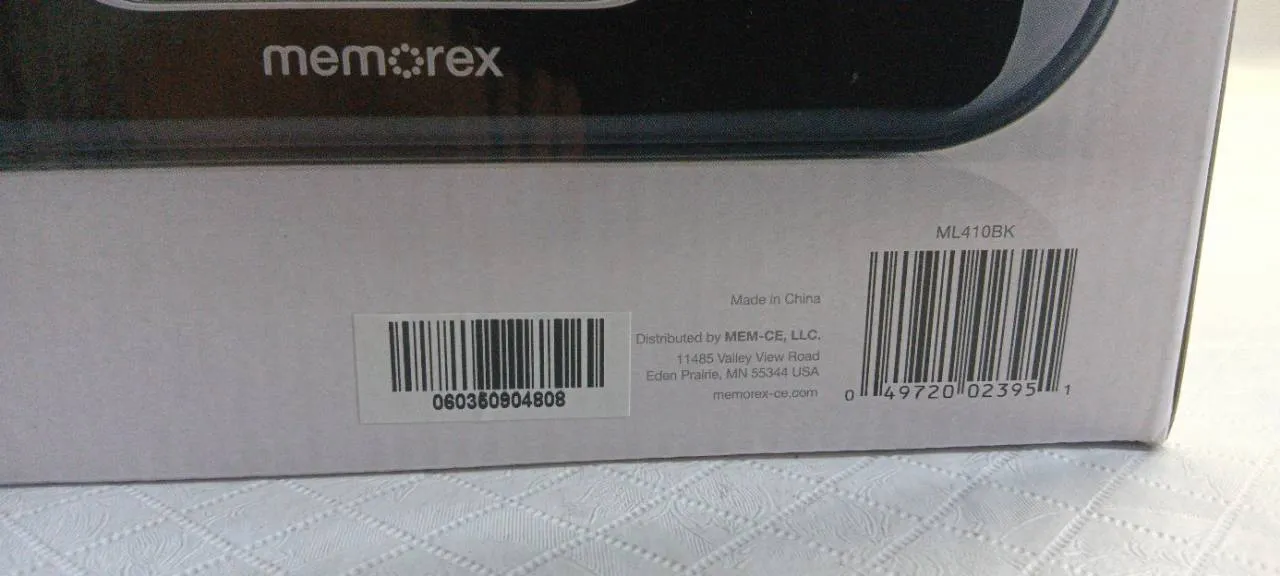 memorex
ML410BK
Made in China
Distributed by MEM-CE, LLC.
11485 Valley View Road
Eden Prairie, MN 55344 USA
memorex-ce.com
0 49720 02395 1
060350904808